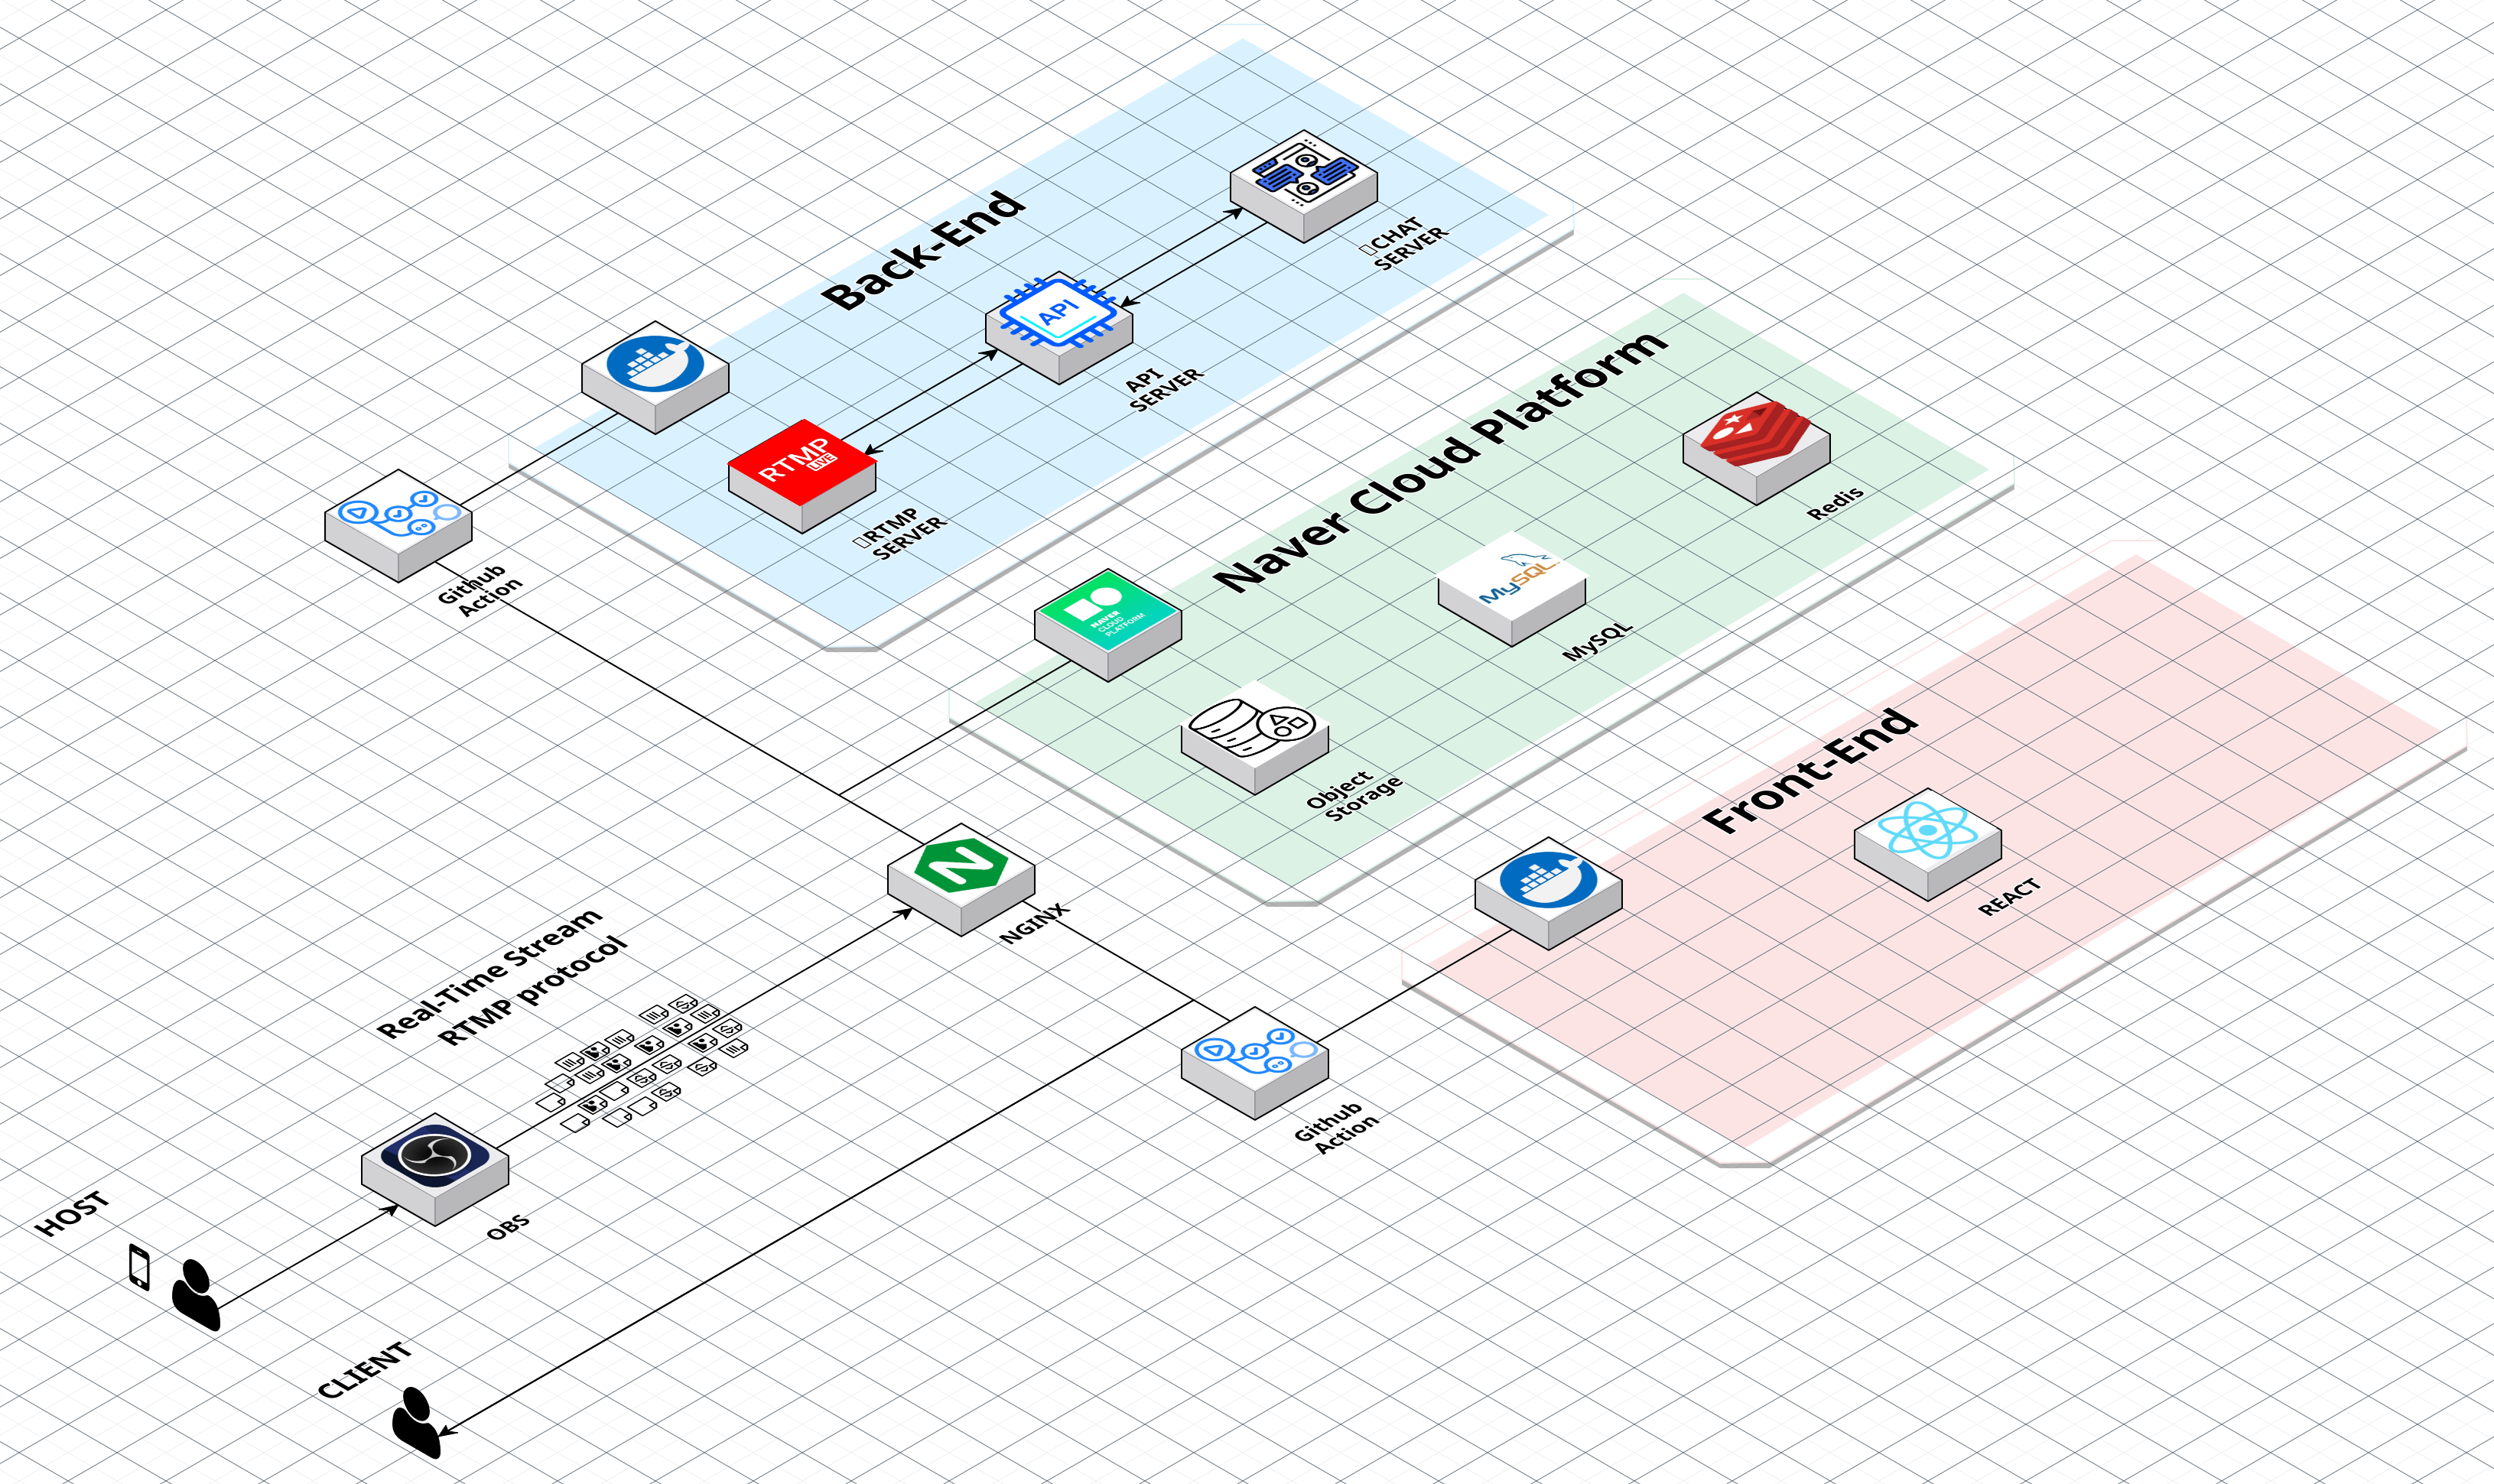 Back-End
CHAT
SERVER
API
API
SERVER
RTMP
LIVE
RTMP
SERVER
Github
Action
Naver Cloud Platform
NAVER
CLOUD
PLATFORM
Redis
MySQL
MySQL
Object
Storage
Front-End
REACT
NGINX
Github
Action
Real-Time Stream
RTMP protocol
OBS
HOST
CLIENT